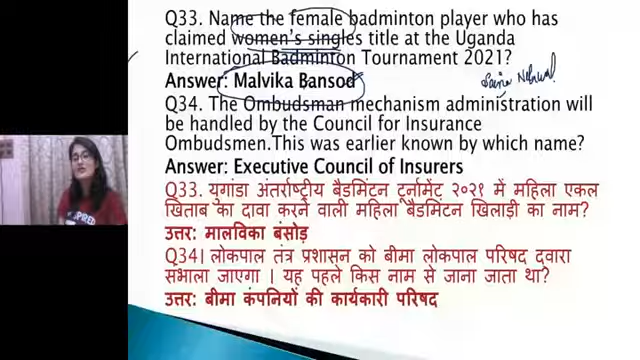 Q33. Name the female badminton player who has
claimed women's singles title at the Uganda
International Badminton Tournament 2021?
Answer: Malvika Bansod
Saina Nehwal
Q34. The Ombudsman mechanism administration will
be handled by the Council for Insurance
Ombudsmen.This was earlier known by which name?
Answer: Executive Council of Insurers
Q33. युगांडा अंतर्राष्ट्रीय बैडमिंटन टूर्नामेंट २०२१ में महिला एकल
खिताब का दावा करने वाली महिला बैडमिंटन खिलाड़ी का नाम?
उत्तर: मालविका बंसोड़
Q34। लोकपाल तंत्र प्रशासन को बीमा लोकपाल परिषद दवारा
सभाला जाएगा । यह पहले किस नाम से जाना जाता था?
उत्तर: बीमा कंपनियों की कार्यकारी परिषद